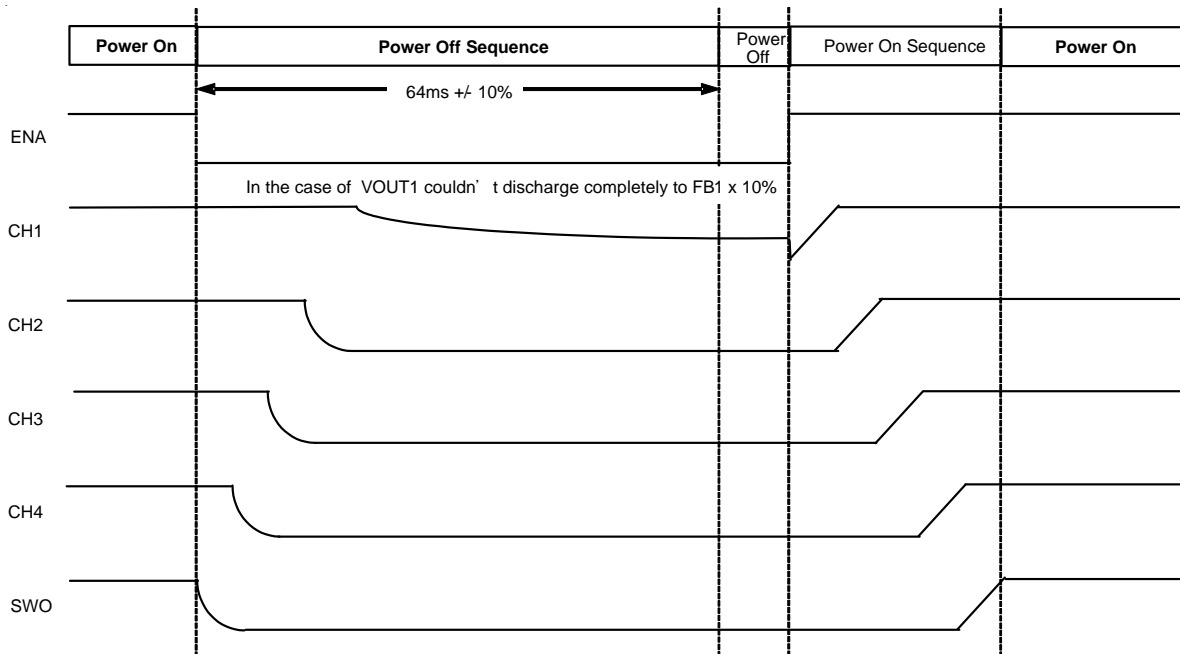 Power On
Power Off Sequence
Power
Off
Power On Sequence
Power On
64ms +/- 10%
ENA
In the case of VOUT1 couldn' t discharge completely to FB1 x 10%
CH1
CH2
CH3
CH4
SWO